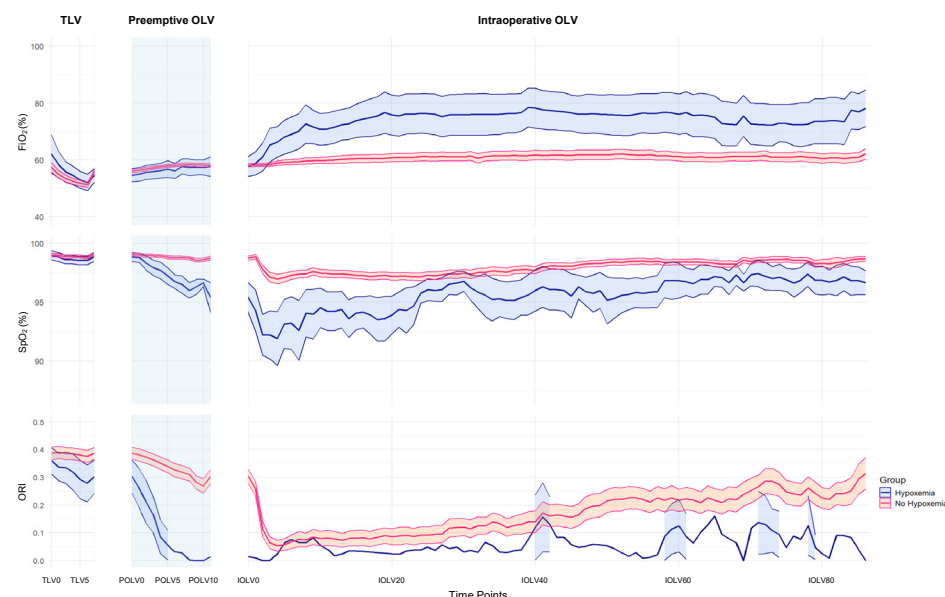 TLV Preemptive OLV Intraoperative OLV
100
80
60
40
FiO2 (%)
100
95
90
SpO2 (%)
0.5
0.4
0.3
0.2
0.1
0.0
ORI
Group
Hypoxemia
No Hypoxemia
TLV0 TLV5 POLV0 POLV5 POLV10 IOLV0 IOLV20 IOLV40 IOLV60 IOLV80
Time Points